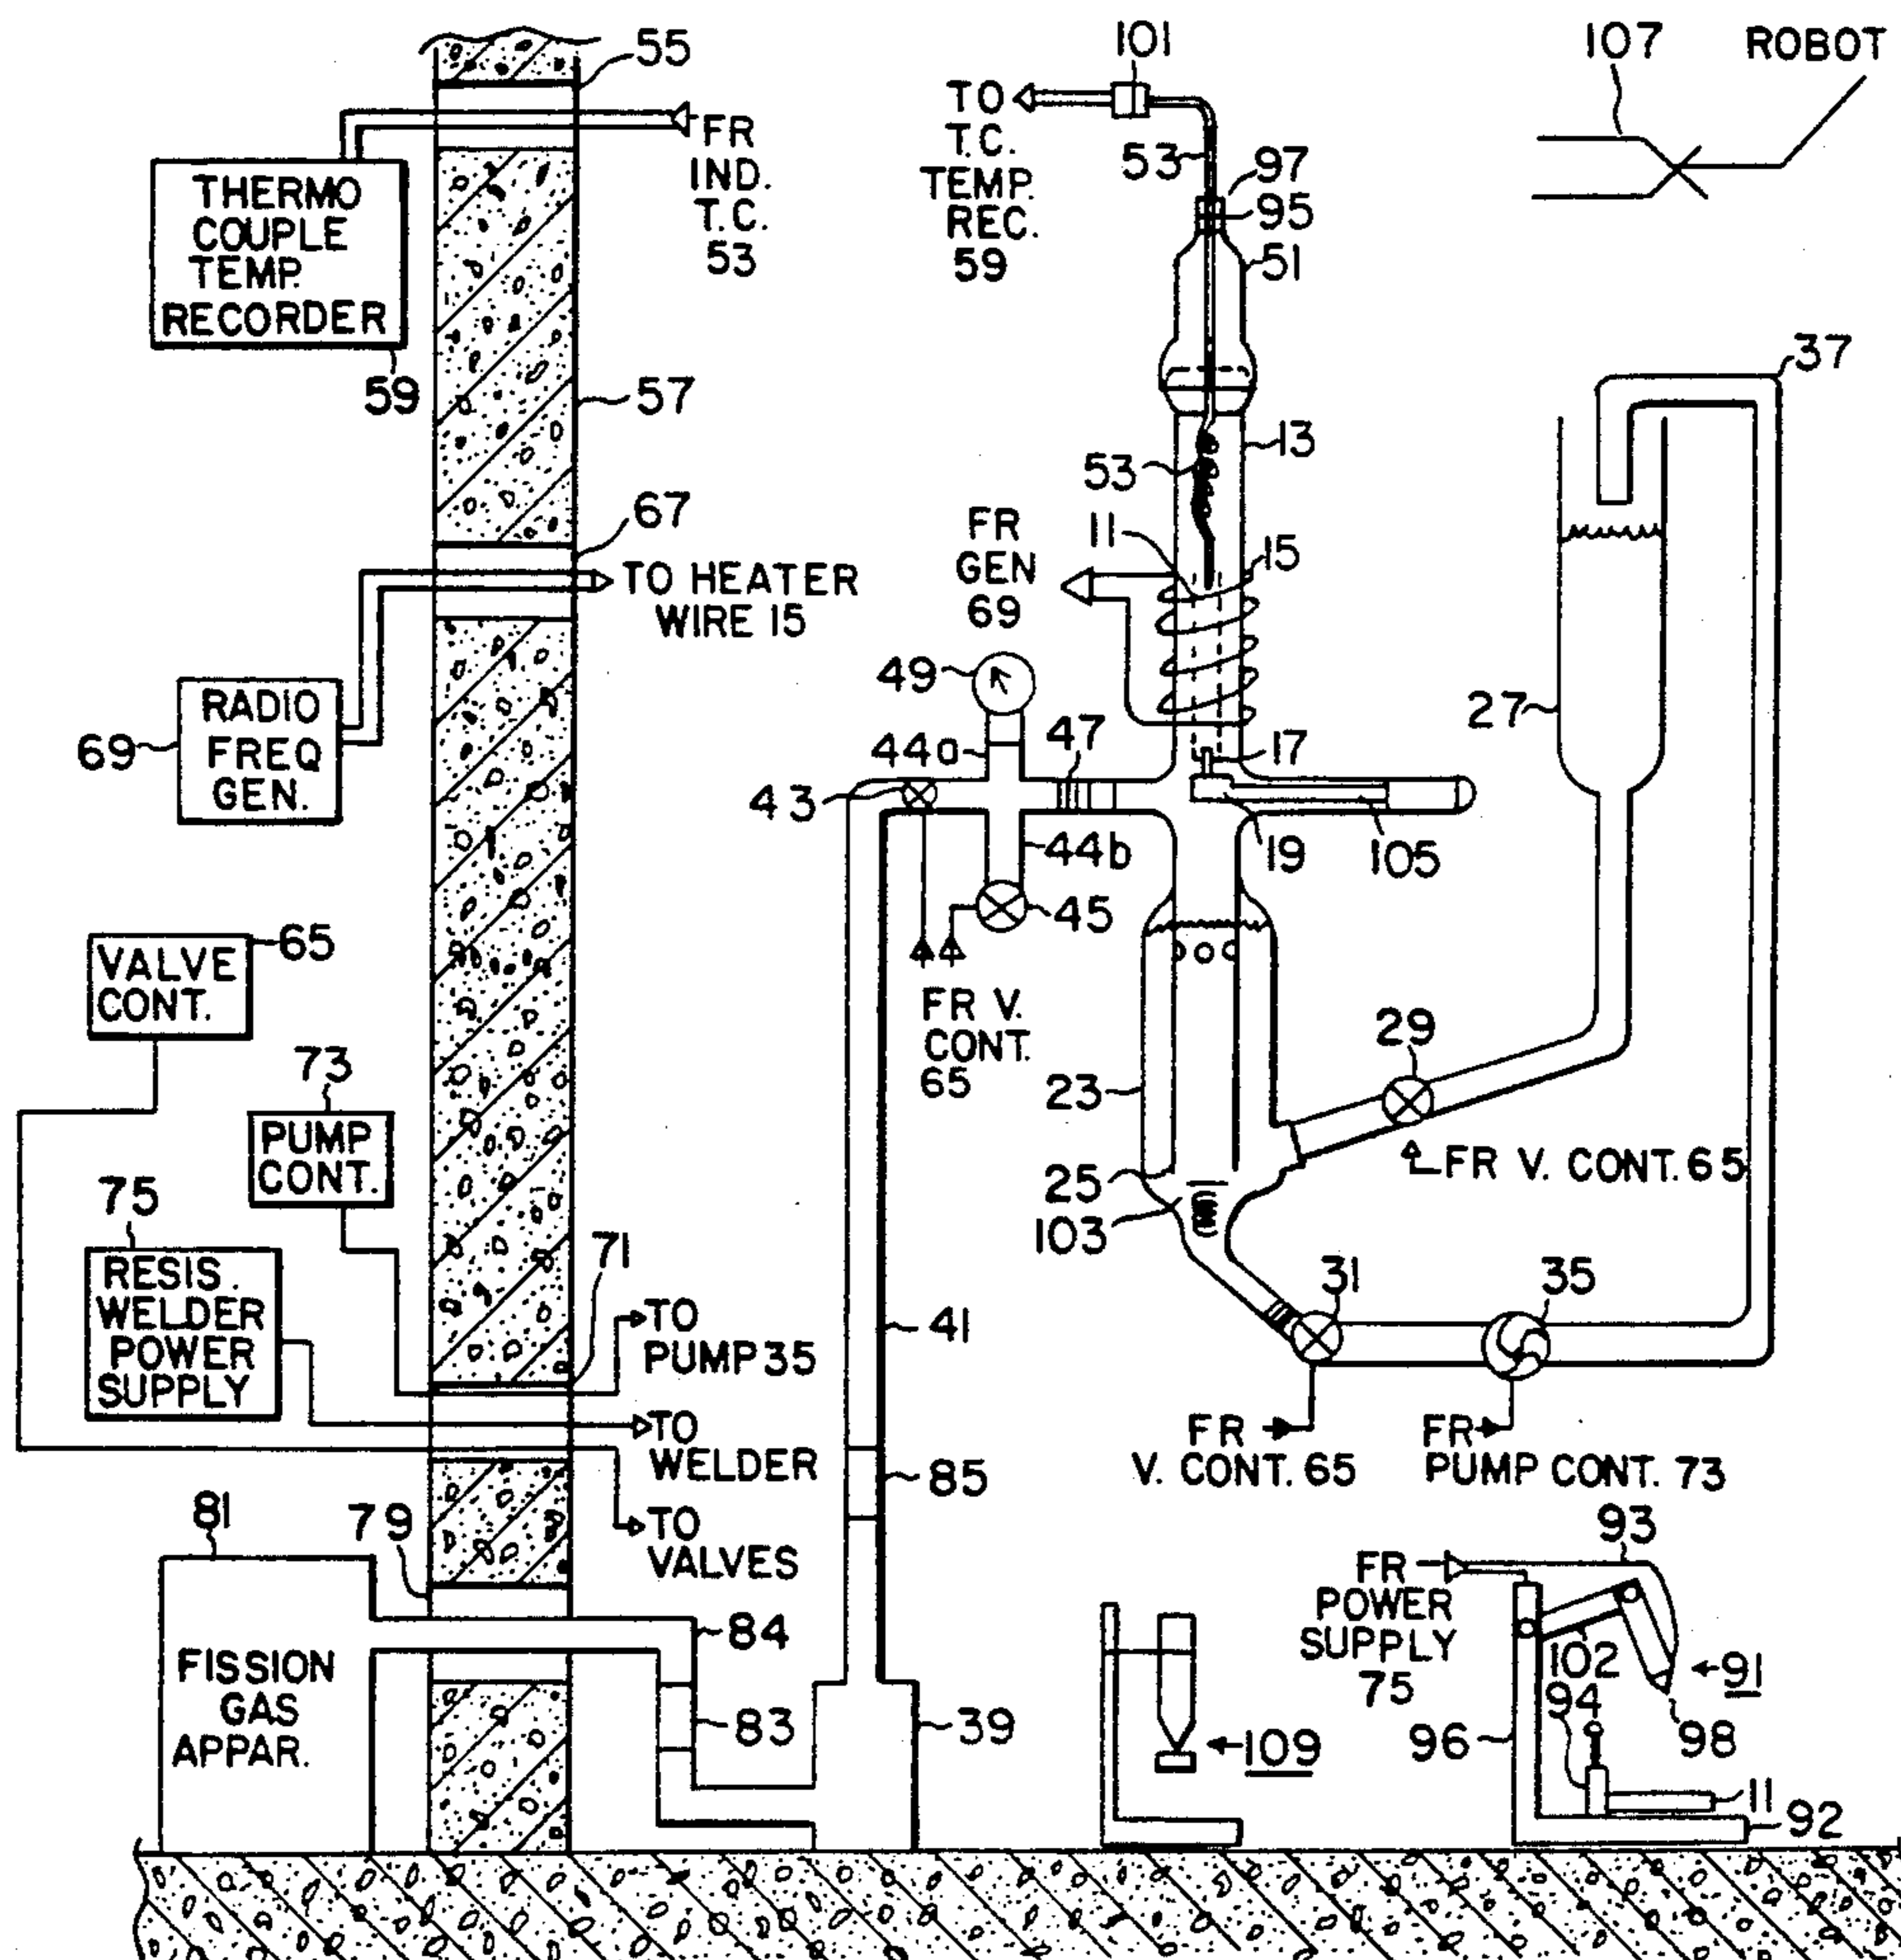 55
FR
IND.
T.C.
53
THERMO
COUPLE
TEMP.
RECORDER
59
57
67
TO HEATER
WIRE 15
RADIO
FREQ
GEN.
69
65
VALVE
CONT.
73
PUMP
CONT.
75
RESIS.
WELDER
POWER
SUPPLY
71
TO
PUMP 35
TO
WELDER
TO
VALVES
81
79
FISSION
GAS
APPAR.
84
83
39
41
85
101
TO
T.C.
TEMP.
REC.
59
53
97
95
51
13
53
11
15
FR
GEN
69
49
44a
47
17
43
44b
19
105
45
FR V.
CONT.
65
23
25
103
107
ROBOT
37
27
29
FR V. CONT. 65
31
35
FR
V. CONT. 65
FR
PUMP CONT. 73
109
93
FR
POWER
SUPPLY
75
102
91
94
98
96
11
92